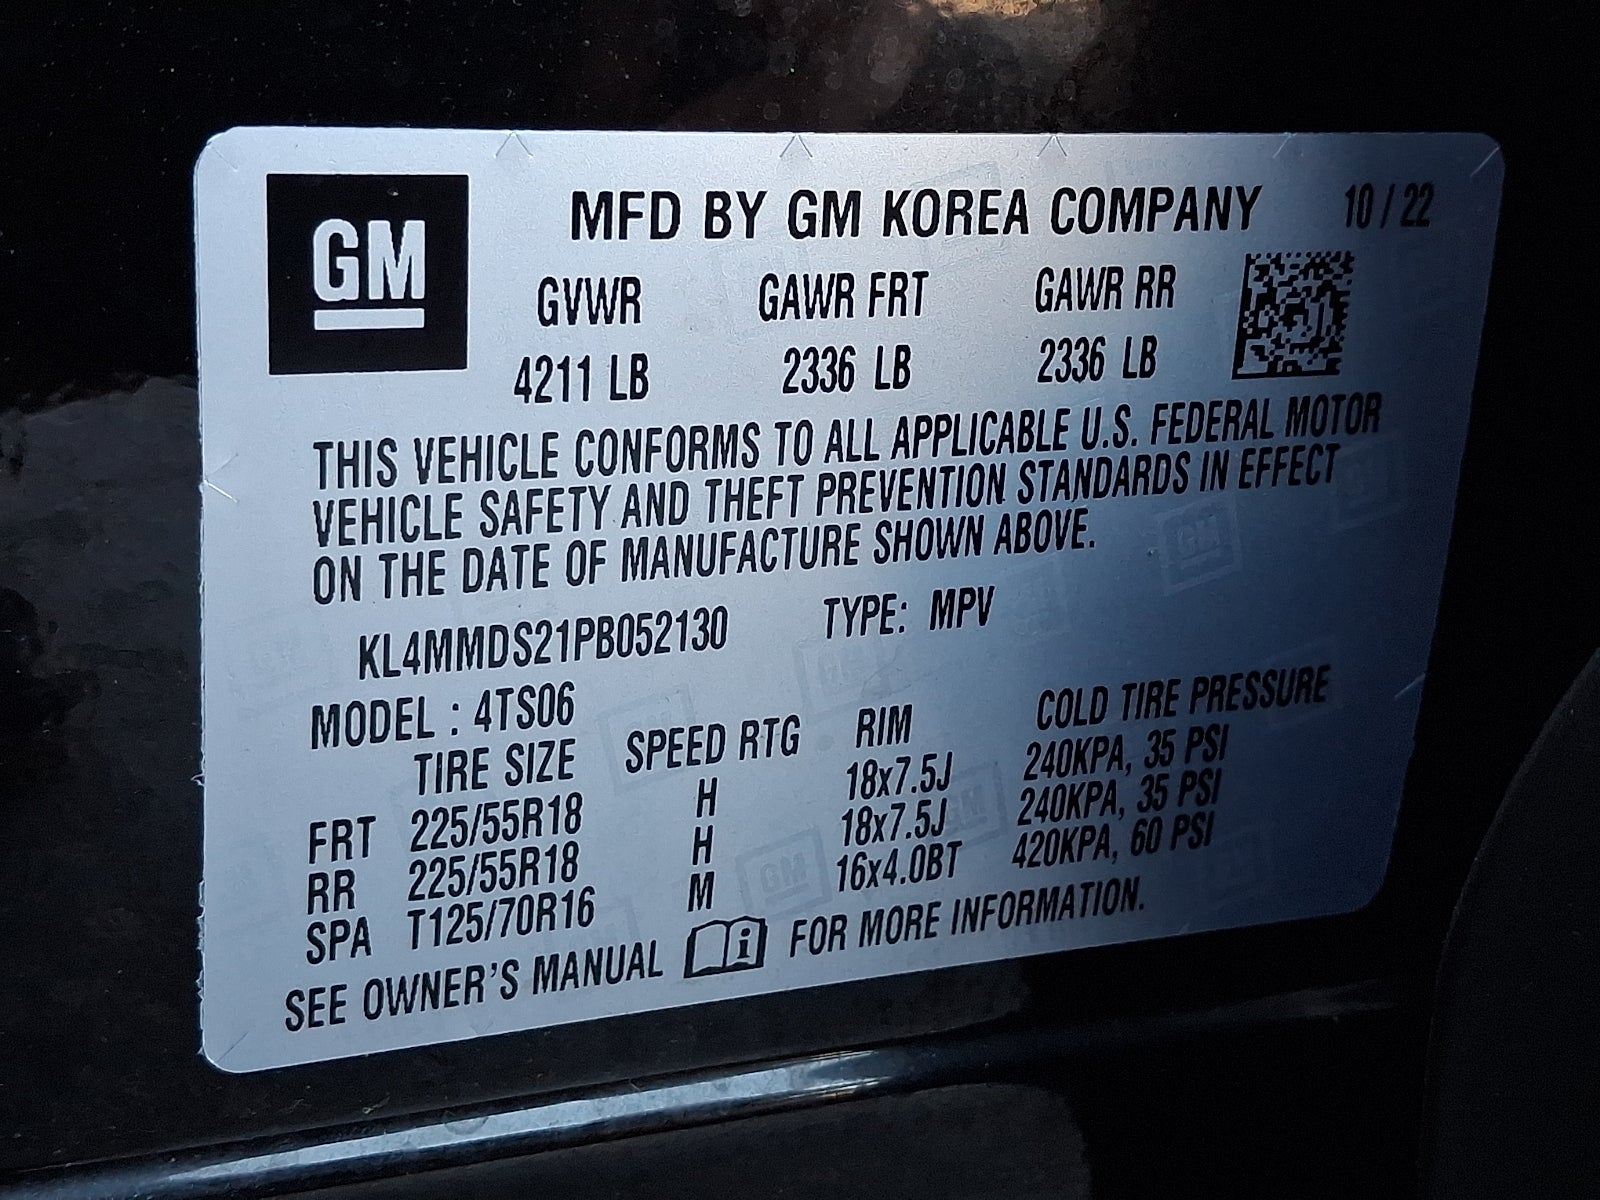 GM
MFD BY GM KOREA COMPANY 10/22
GVWR GAWR FRT GAWR RR
4211 LB 2336 LB 2336 LB
THIS VEHICLE CONFORMS TO ALL APPLICABLE U.S. FEDERAL MOTOR
VEHICLE SAFETY AND THEFT PREVENTION STANDARDS IN EFFECT
ON THE DATE OF MANUFACTURE SHOWN ABOVE.
KL4MMDS21PB052130 TYPE: MPV
MODEL : 4TS06
TIRE SIZE SPEED RTG RIM COLD TIRE PRESSURE
FRT 225/55R18 H 18x7.5J 240KPA, 35 PSI
RR 225/55R18 H 18x7.5J 240KPA, 35 PSI
SPA T125/70R16 M 16x4.0BT 420KPA, 60 PSI
SEE OWNER'S MANUAL i FOR MORE INFORMATION.